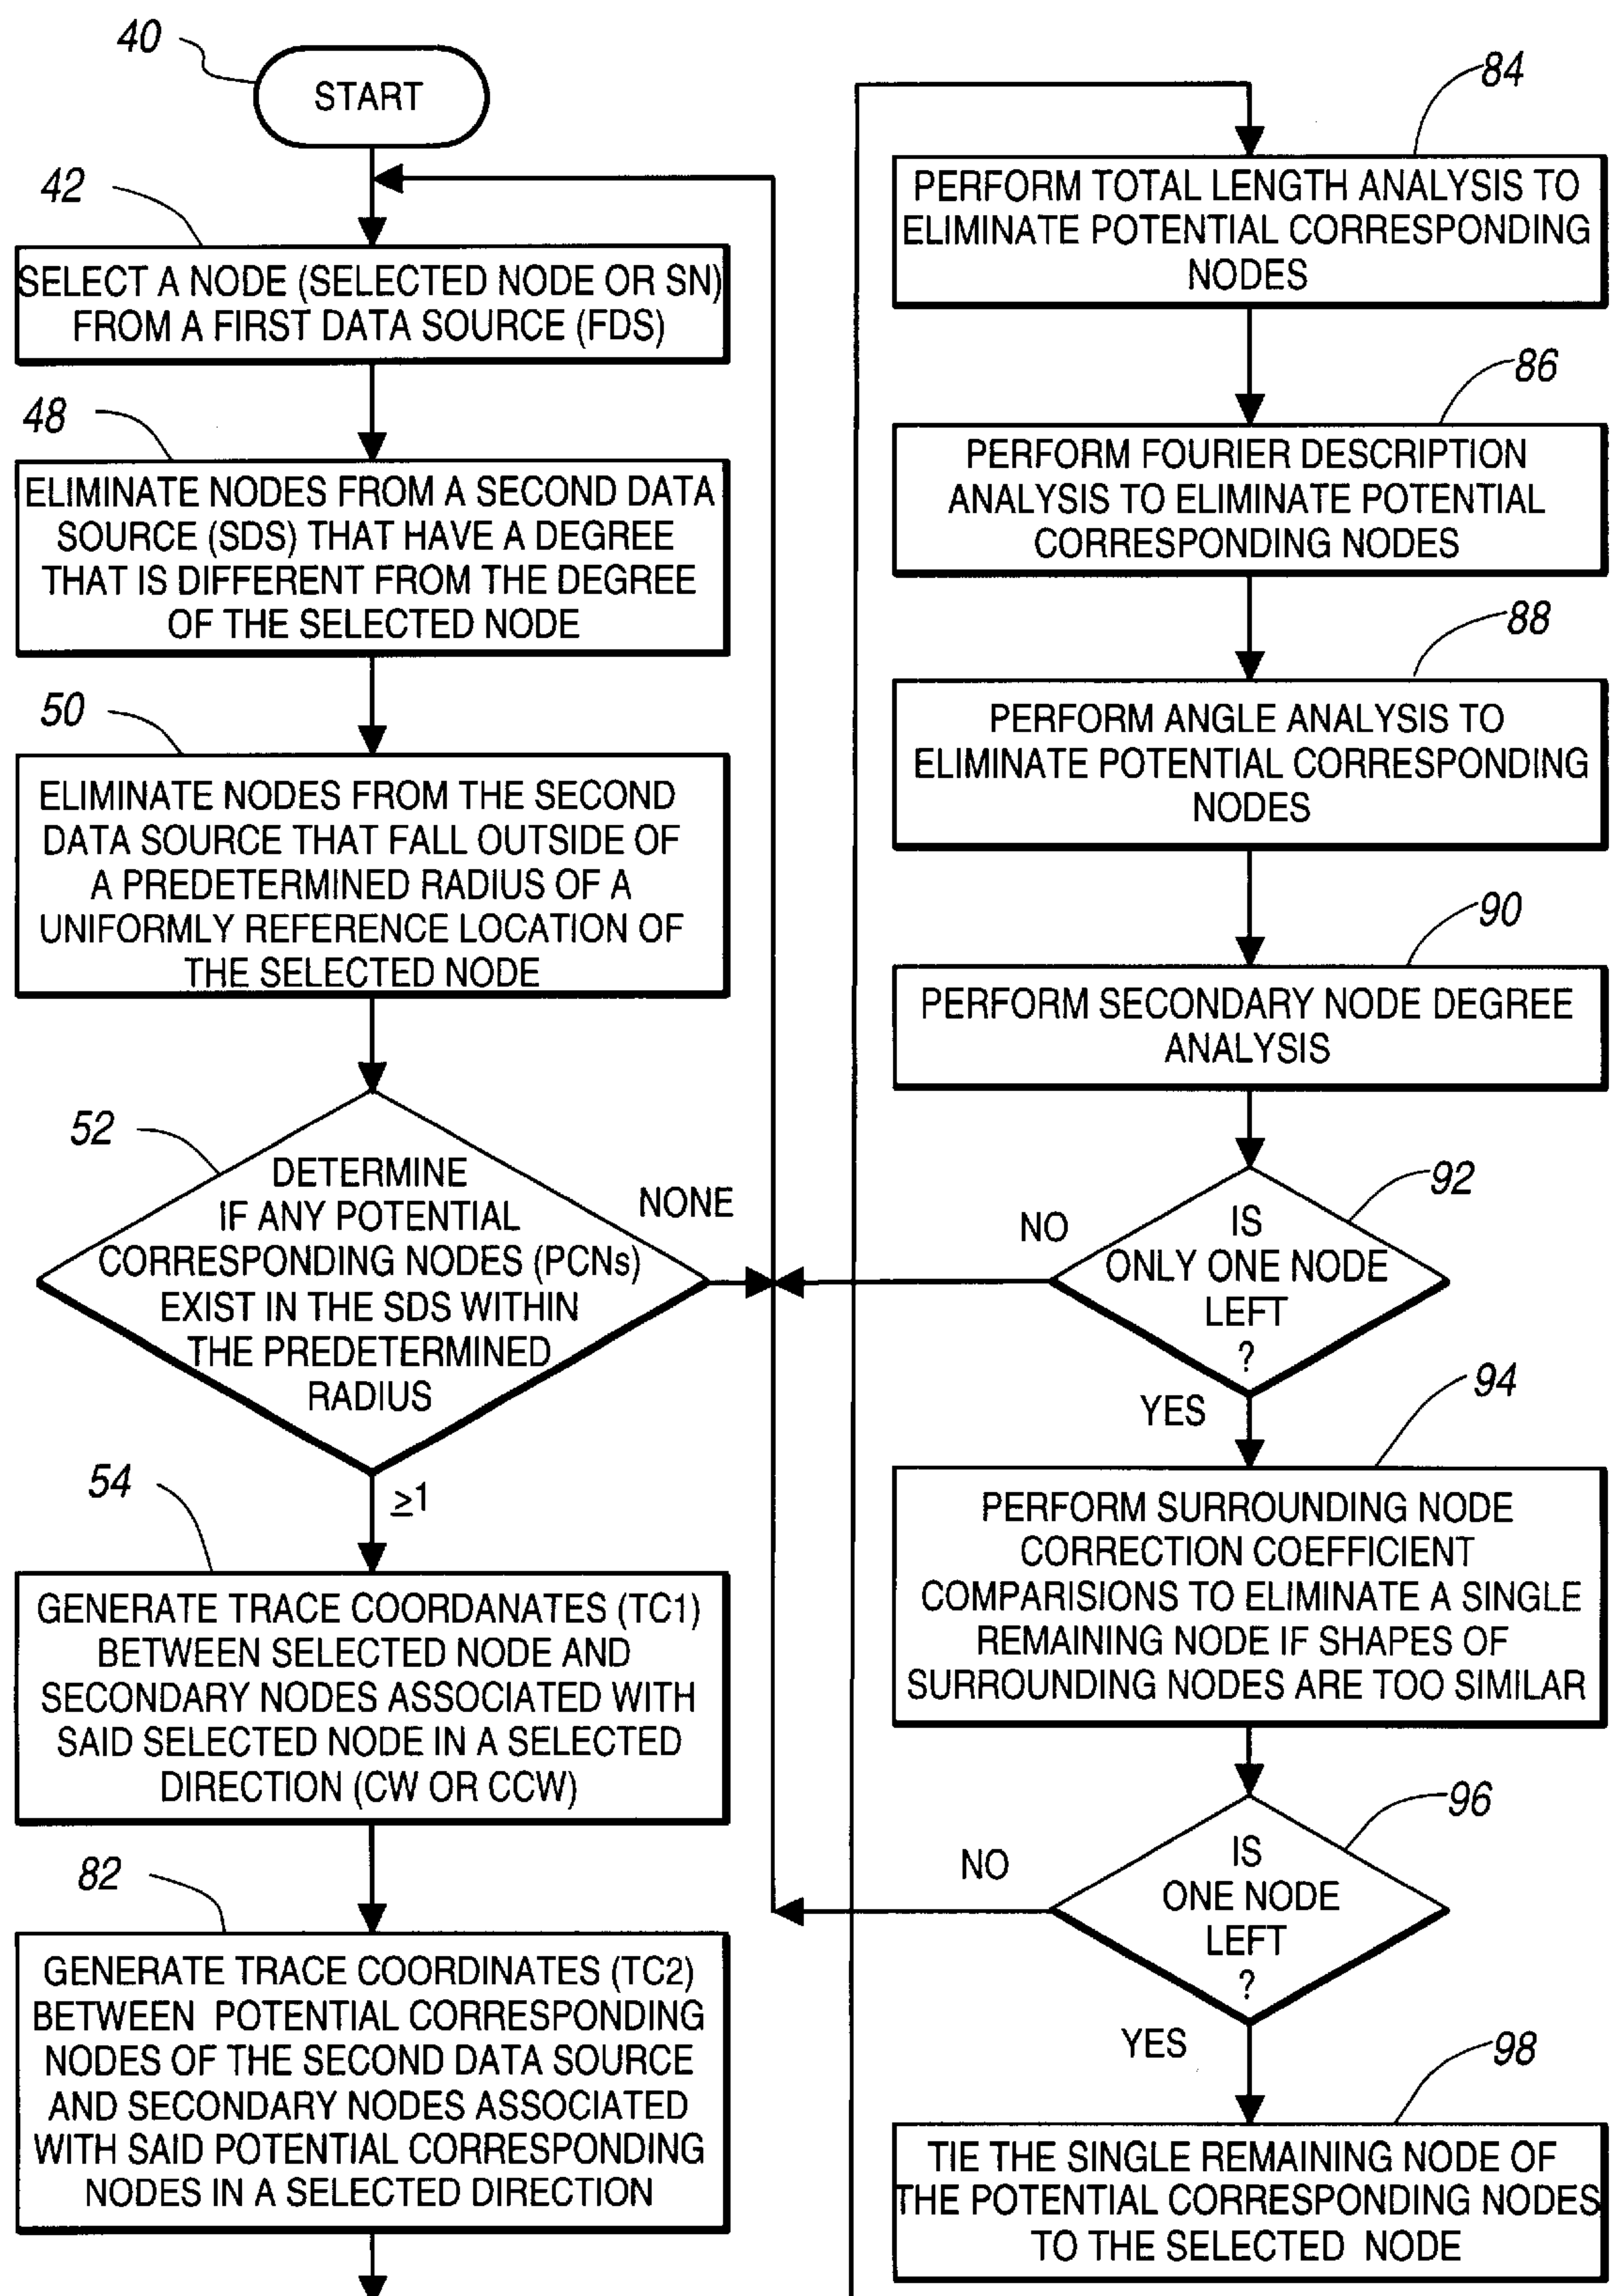 40
START
42
SELECT A NODE (SELECTED NODE OR SN)
FROM A FIRST DATA SOURCE (FDS)
48
ELIMINATE NODES FROM A SECOND DATA
SOURCE (SDS) THAT HAVE A DEGREE
THAT IS DIFFERENT FROM THE DEGREE
OF THE SELECTED NODE
50
ELIMINATE NODES FROM THE SECOND
DATA SOURCE THAT FALL OUTSIDE OF
A PREDETERMINED RADIUS OF A
UNIFORMLY REFERENCE LOCATION OF
THE SELECTED NODE
52
DETERMINE
IF ANY POTENTIAL
CORRESPONDING NODES (PCNs)
EXIST IN THE SDS WITHIN
THE PREDETERMINED
RADIUS
NONE
≥1
54
GENERATE TRACE COORDANATES (TC1)
BETWEEN SELECTED NODE AND
SECONDARY NODES ASSOCIATED WITH
SAID SELECTED NODE IN A SELECTED
DIRECTION (CW OR CCW)
82
GENERATE TRACE COORDINATES (TC2)
BETWEEN POTENTIAL CORRESPONDING
NODES OF THE SECOND DATA SOURCE
AND SECONDARY NODES ASSOCIATED
WITH SAID POTENTIAL CORRESPONDING
NODES IN A SELECTED DIRECTION
84
PERFORM TOTAL LENGTH ANALYSIS TO
ELIMINATE POTENTIAL CORRESPONDING
NODES
86
PERFORM FOURIER DESCRIPTION
ANALYSIS TO ELIMINATE POTENTIAL
CORRESPONDING NODES
88
PERFORM ANGLE ANALYSIS TO
ELIMINATE POTENTIAL CORRESPONDING
NODES
90
PERFORM SECONDARY NODE DEGREE
ANALYSIS
92
NO
IS
ONLY ONE NODE
LEFT
?
YES
94
PERFORM SURROUNDING NODE
CORRECTION COEFFICIENT
COMPARISIONS TO ELIMINATE A SINGLE
REMAINING NODE IF SHAPES OF
SURROUNDING NODES ARE TOO SIMILAR
96
NO
IS
ONE NODE
LEFT
?
YES
98
TIE THE SINGLE REMAINING NODE OF
THE POTENTIAL CORRESPONDING NODES
TO THE SELECTED NODE